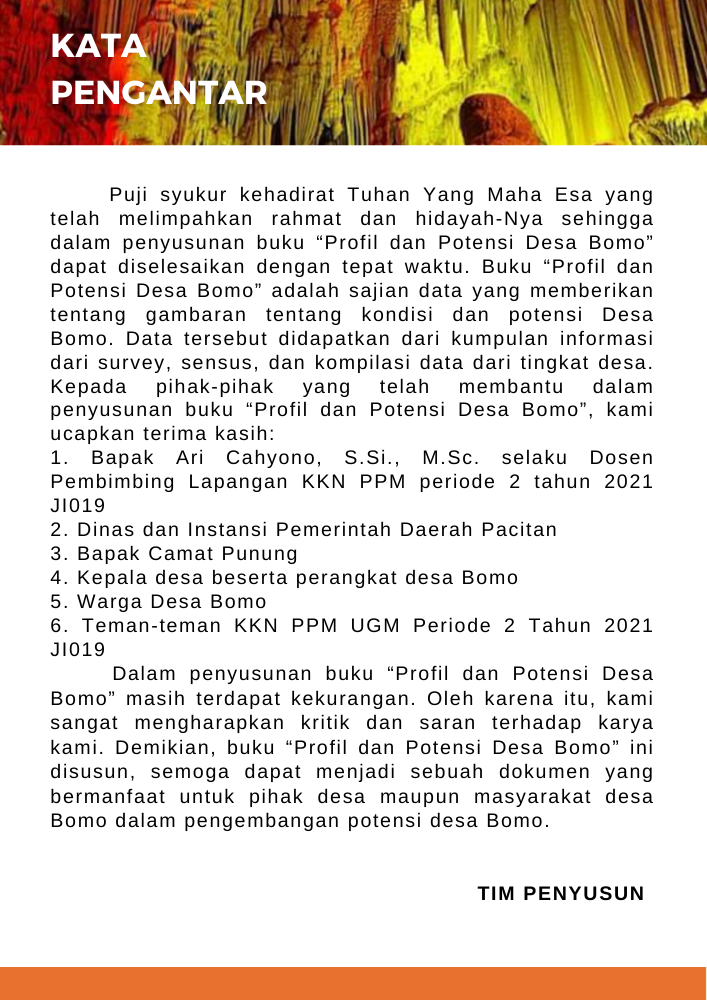 KATA
PENGANTAR
Puji syukur kehadirat Tuhan Yang Maha Esa yang
telah melimpahkan rahmat dan hidayah-Nya sehingga
dalam penyusunan buku “Profil dan Potensi Desa Bomo”
dapat diselesaikan dengan tepat waktu. Buku “Profil dan
Potensi Desa Bomo” adalah sajian data yang memberikan
tentang gambaran tentang kondisi dan potensi Desa
Bomo. Data tersebut didapatkan dari kumpulan informasi
dari survey, sensus, dan kompilasi data dari tingkat desa.
Kepada pihak-pihak yang telah membantu dalam
penyusunan buku “Profil dan Potensi Desa Bomo”, kami
ucapkan terima kasih:
1. Bapak Ari Cahyono, S.Si., M.Sc. selaku Dosen
Pembimbing Lapangan KKN PPM periode 2 tahun 2021
JI019
2. Dinas dan Instansi Pemerintah Daerah Pacitan
3. Bapak Camat Punung
4. Kepala desa beserta perangkat desa Bomo
5. Warga Desa Bomo
6. Teman-teman KKN PPM UGM Periode 2 Tahun 2021
JI019
Dalam penyusunan buku “Profil dan Potensi Desa
Bomo” masih terdapat kekurangan. Oleh karena itu, kami
sangat mengharapkan kritik dan saran terhadap karya
kami. Demikian, buku “Profil dan Potensi Desa Bomo” ini
disusun, semoga dapat menjadi sebuah dokumen yang
bermanfaat untuk pihak desa maupun masyarakat desa
Bomo dalam pengembangan potensi desa Bomo.
TIM PENYUSUN